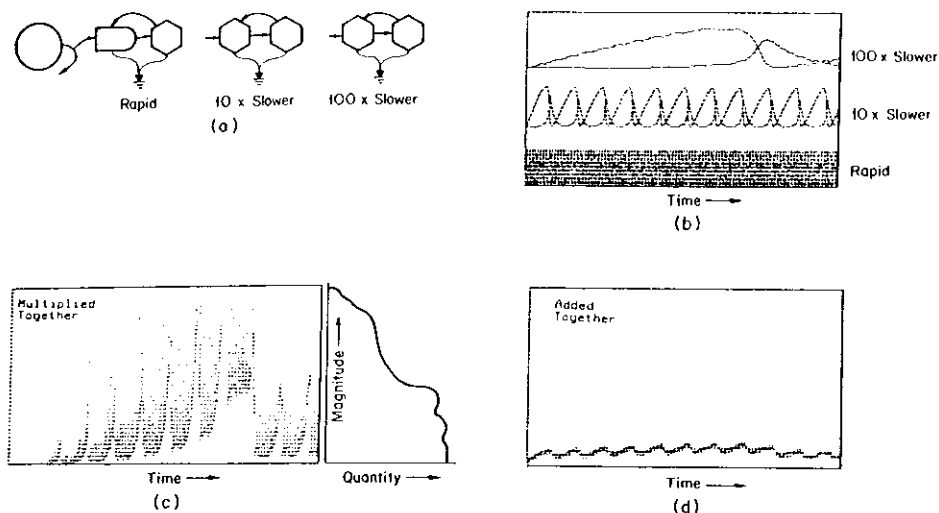 Rapid
10 x Slower
100 x Slower
(a)
100 x Slower
10 x Slower
Rapid
Time
(b)
Multiplied
Together
Magnitude
Time
Quantity
(c)
Added
Together
Time
(d)